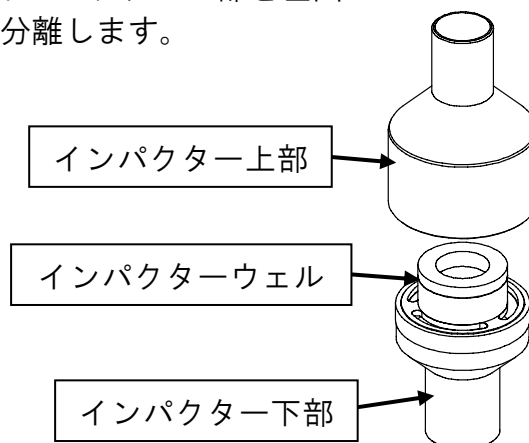 分離します。
インパクター上部
インパクターウェル
インパクター下部